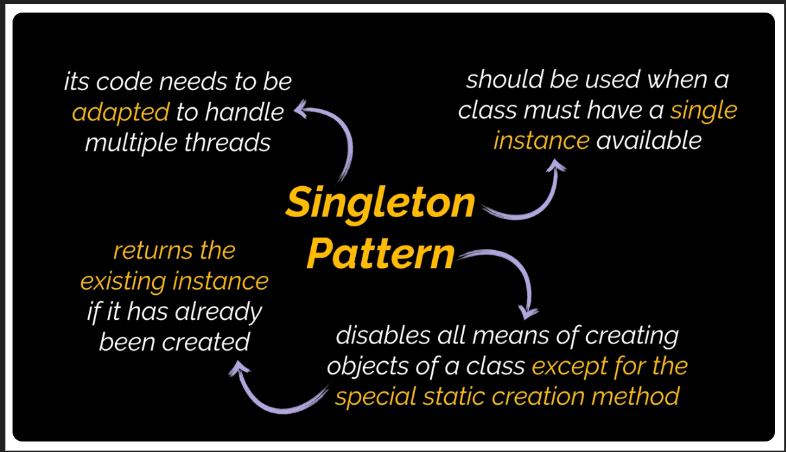 its code needs to be
adapted to handle
multiple threads
should be used when a
class must have a single
instance available
Singleton
Pattern
returns the
existing instance
if it has already
been created
disables all means of creating
objects of a class except for the
special static creation method